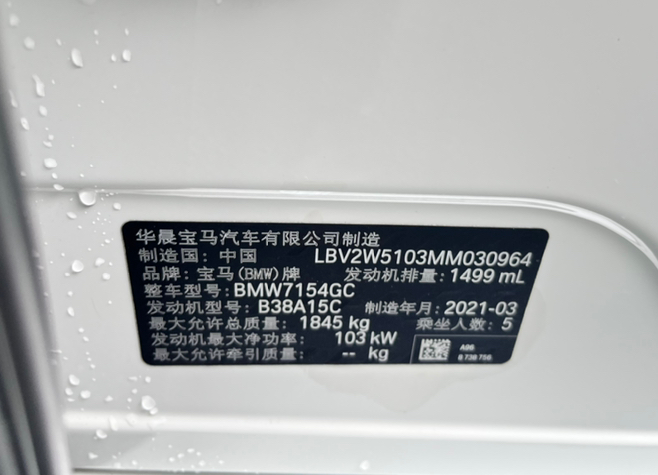 华晨宝马汽车有限公司制造
制造国: 中国 LBV2W5103MM030964
品牌: 宝马(BMW)牌 发动机排量: 1499 mL
整车型号: BMW7154GC
发动机型号: B38A15C 制造年月: 2021-03
最大允许总质量: 1845 kg 乘坐人数: 5
发动机最大净功率: 103 kW
最大允许牵引质量: -- kg
A96
8 738 756